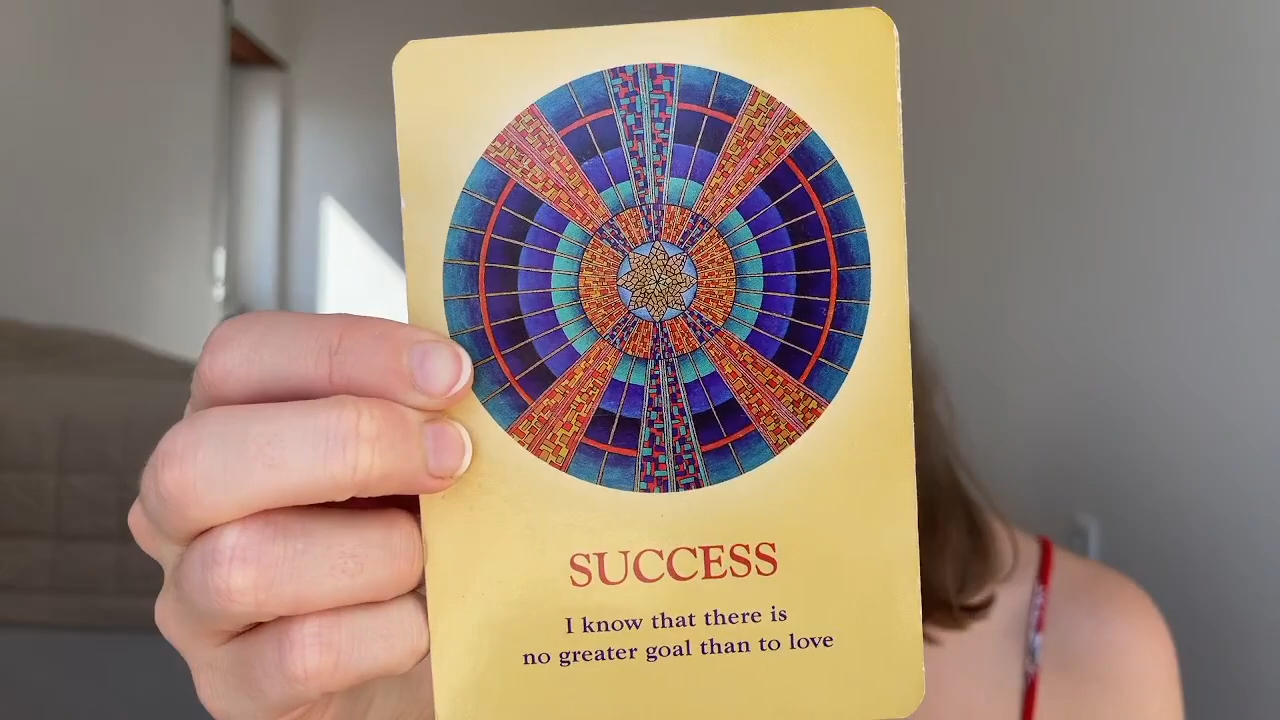 SUCCESS
I know that there is
no greater goal than to love